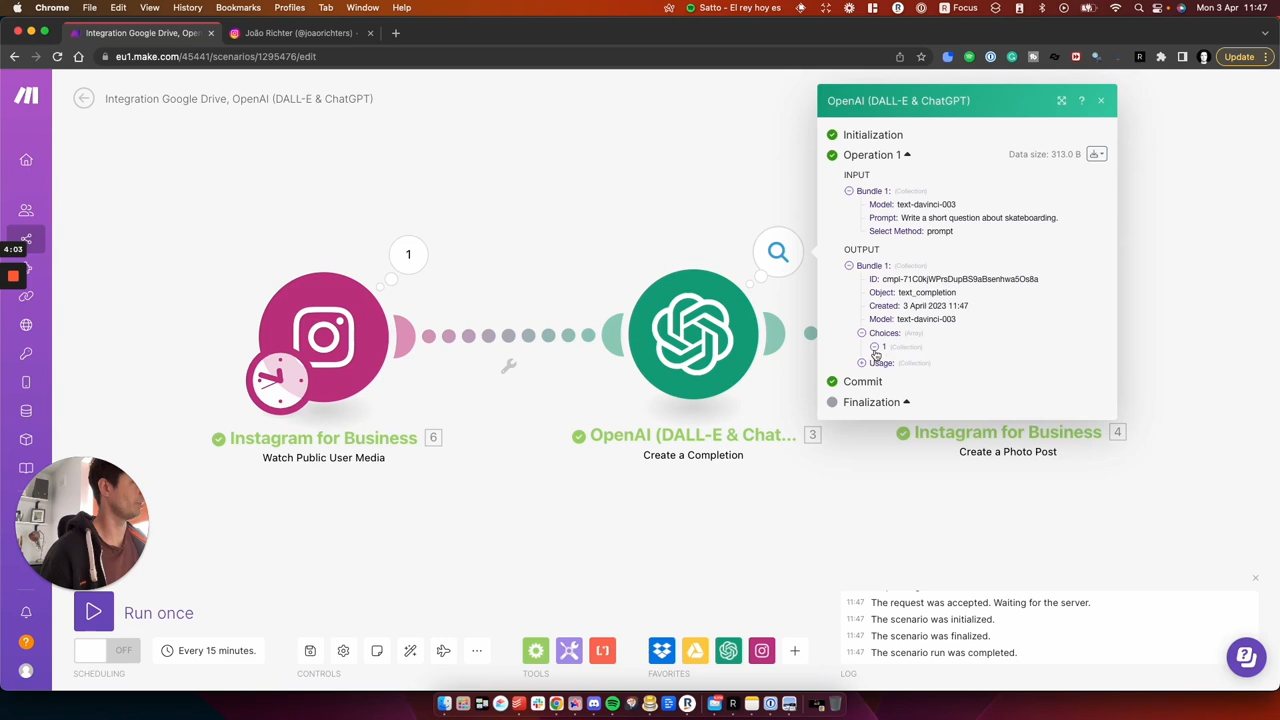 Chrome File Edit View History Bookmarks Profiles Tab Window Help
Satto - El rey hoy es
Focus
Mon 3 Apr 11:47
Integration Google Drive, Open
João Richter (@joaorichters)
eu1.make.com/45441/scenarios/1295476/edit
Update
Integration Google Drive, OpenAI (DALL-E & ChatGPT)
OpenAI (DALL-E & ChatGPT)
Initialization
Operation 1
Data size: 313.0 B
INPUT
Bundle 1: (Collection)
Model: text-davinci-003
Prompt: Write a short question about skateboarding.
Select Method: prompt
OUTPUT
Bundle 1: (Collection)
ID: cmpl-71C0kjWPrsDupBS9aBsenhwa5Os8a
Object: text_completion
Created: 3 April 2023 11:47
Model: text-davinci-003
Choices: (Array)
1 (Collection)
Usage: (Collection)
Commit
Finalization
4:03
1
Instagram for Business 6
Watch Public User Media
OpenAI (DALL-E & Chat... 3
Create a Completion
Instagram for Business 4
Create a Photo Post
Run once
OFF
Every 15 minutes.
SCHEDULING
CONTROLS
TOOLS
FAVORITES
11:47 The request was accepted. Waiting for the server.
11:47 The scenario was initialized.
11:47 The scenario was finalized.
11:47 The scenario run was completed.
LOG